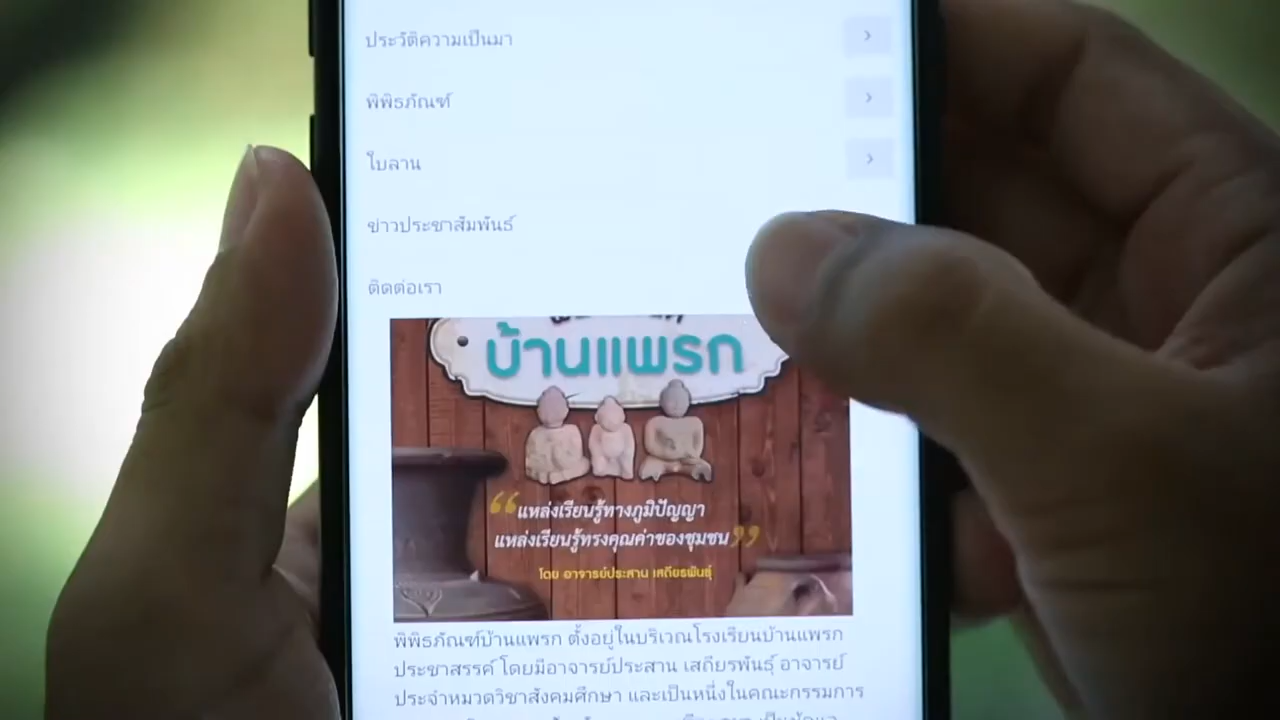 ประวัติความเป็นมา
พิพิธภัณฑ์
ใบลาน
ข่าวประชาสัมพันธ์
ติดต่อเรา
บ้านแพรก
“แหล่งเรียนรู้ทางภูมิปัญญา
แหล่งเรียนรู้ทรงคุณค่าของชุมชน”
โดย อาจารย์ประสาน เสถียรพันธุ์
พิพิธภัณฑ์บ้านแพรก ตั้งอยู่ในบริเวณโรงเรียนบ้านแพรก
ประชาสรรค์ โดยมีอาจารย์ประสาน เสถียรพันธุ์ อาจารย์
ประจำหมวดวิชาสังคมศึกษา และเป็นหนึ่งในคณะกรรมการ